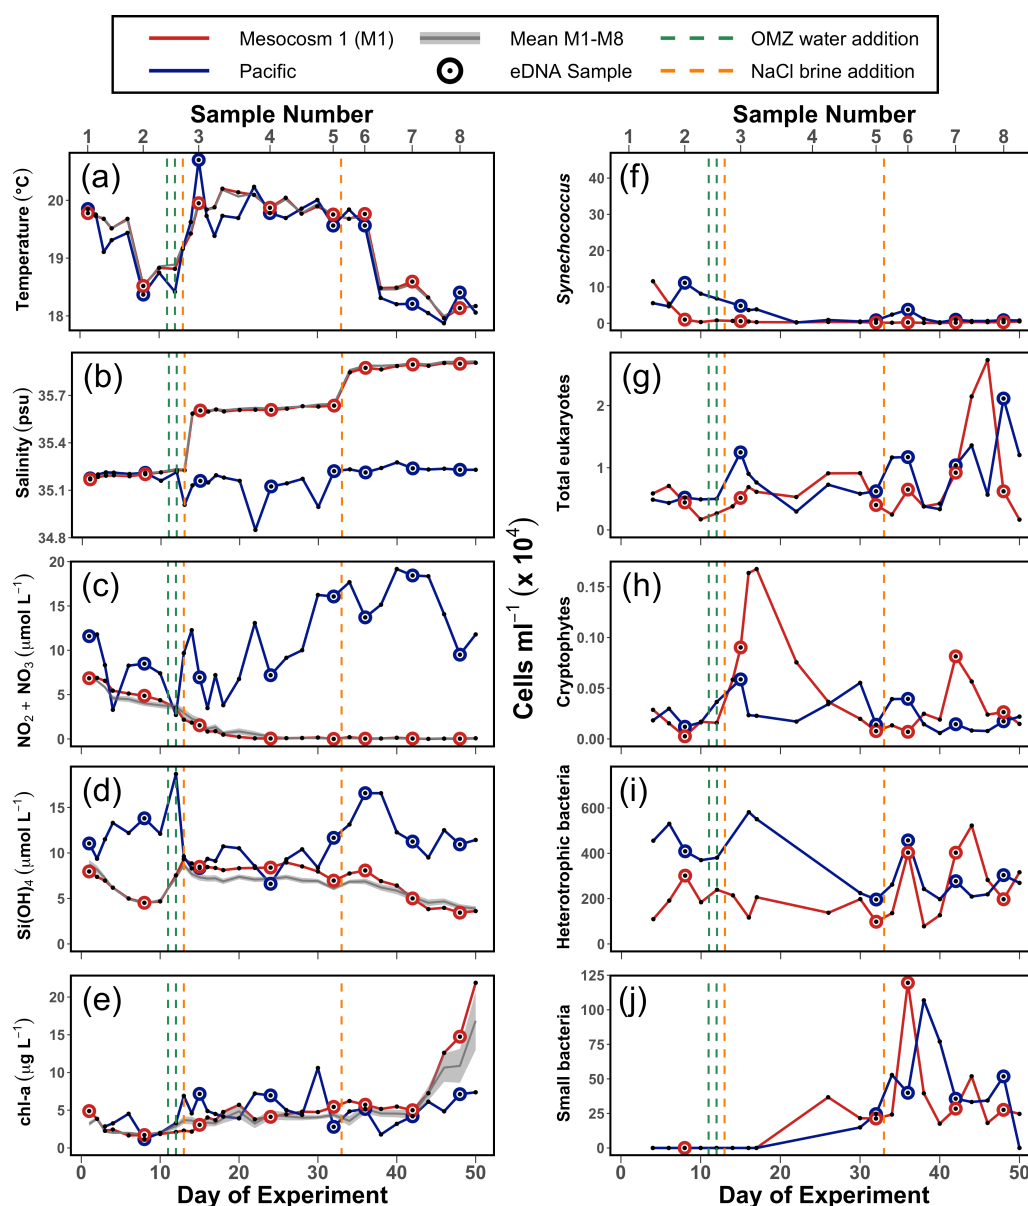 Mesocosm 1 (M1)
Mean M1-M8
OMZ water addition
Pacific
eDNA Sample
NaCl brine addition
Sample Number
1 2 3 4 5 6 7 8
(a)
Temperature (°C)
20
19
18
(b)
Salinity (psu)
35.7
35.4
35.1
34.8
(c)
NO2 + NO3 (μmol L−1)
20
15
10
5
0
(d)
Si(OH)4 (μmol L−1)
15
10
5
0
(e)
chl-a (μg L−1)
20
15
10
5
0
0 10 20 30 40 50
Day of Experiment
Cells ml−1 (x 10^4)
Sample Number
1 2 3 4 5 6 7 8
(f)
Synechococcus
40
30
20
10
0
(g)
Total eukaryotes
2
1
0
(h)
Cryptophytes
0.15
0.10
0.05
0.00
(i)
Heterotrophic bacteria
600
400
200
0
(j)
Small bacteria
125
100
75
50
25
0
0 10 20 30 40 50
Day of Experiment